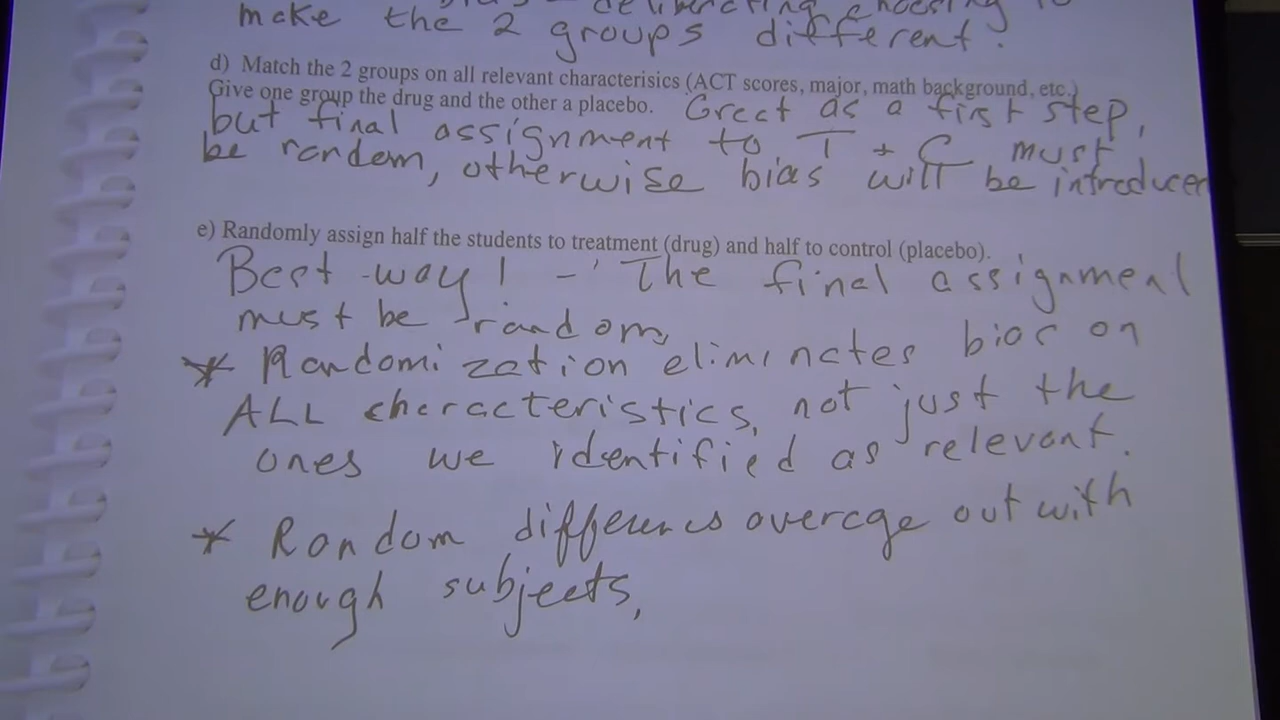 make the 2 groups different.
d) Match the 2 groups on all relevant characterisics (ACT scores, major, math background, etc.)
Give one group the drug and the other a placebo. Great as a first step,
but final assignment to T + C must
be random, otherwise bias will be introduced
e) Randomly assign half the students to treatment (drug) and half to control (placebo).
Best way! - The final assignment
must be random,
* Randomization eliminates bias on
ALL characteristics, not just the
ones we identified as relevant.
* Random differences average out with
enough subjects,